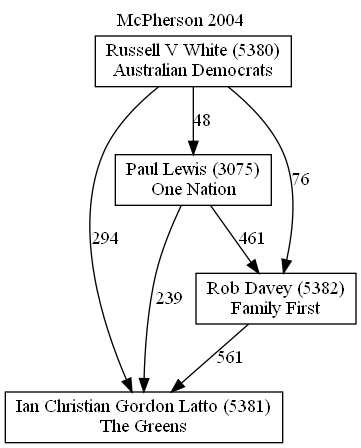 McPherson 2004
Russell V White (5380)
Australian Democrats
48
Paul Lewis (3075)
One Nation
76
294
239
461
Rob Davey (5382)
Family First
561
Ian Christian Gordon Latto (5381)
The Greens